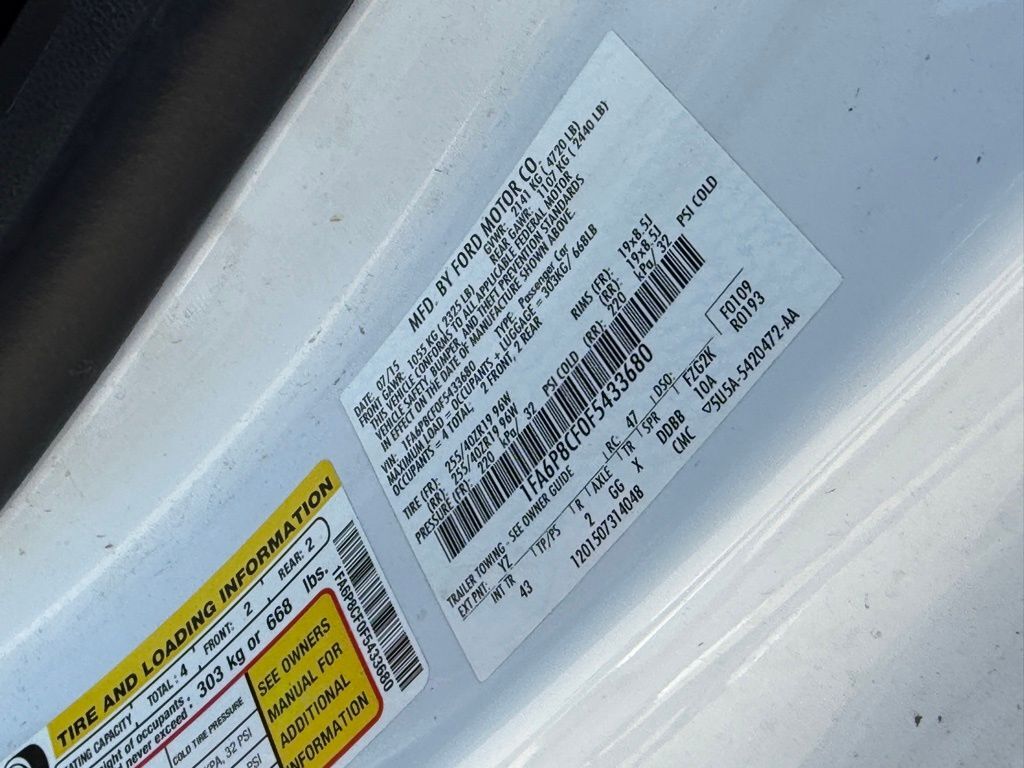 MFD. BY FORD MOTOR CO.
DATE: 07/15 GVWR: 2141 KG ( 4720 LB)
FRONT GAWR: 1055 KG ( 2325 LB) REAR GAWR: 1107 KG ( 2440 LB)
THIS VEHICLE CONFORMS TO ALL APPLICABLE FEDERAL MOTOR
VEHICLE SAFETY, BUMPER, AND THEFT PREVENTION STANDARDS
IN EFFECT ON THE DATE OF MANUFACTURE SHOWN ABOVE.
VIN: 1FA6P8CF0F5433680 TYPE: Passenger Car
MAXIMUM LOAD = OCCUPANTS + LUGGAGE = 303KG/ 668LB
OCCUPANTS = 4 TOTAL, 2 FRONT, 2 REAR
TIRE (FR): 255/40ZR19 96W RIMS (FR): 19x8.5J
(RR): 255/40ZR19 96W (RR): 19x8.5J
PRESSURE (FR): 220 kPa/ 32 PSI COLD (RR): 220 kPa/ 32 PSI COLD
1FA6P8CF0F5433680
TRAILER TOWING - SEE OWNER GUIDE
EXT PNT: YZ RC: 47 DSO: F0109
R0193
INT TR TP/PS R AXLE TR SPR
43 2 GG X DDBB 10A FZG2K
120150731404B CMC 5U5A-5420472-AA
TIRE AND LOADING INFORMATION
ATING CAPACITY TOTAL : 4 FRONT: 2 REAR: 2
eight of occupants
d never exceed : 303 kg or 668 lbs.
COLD TIRE PRESSURE
KPA, 32 PSI
PSI
SEE OWNERS
MANUAL FOR
ADDITIONAL
INFORMATION
1FA6P8CF0F5433680